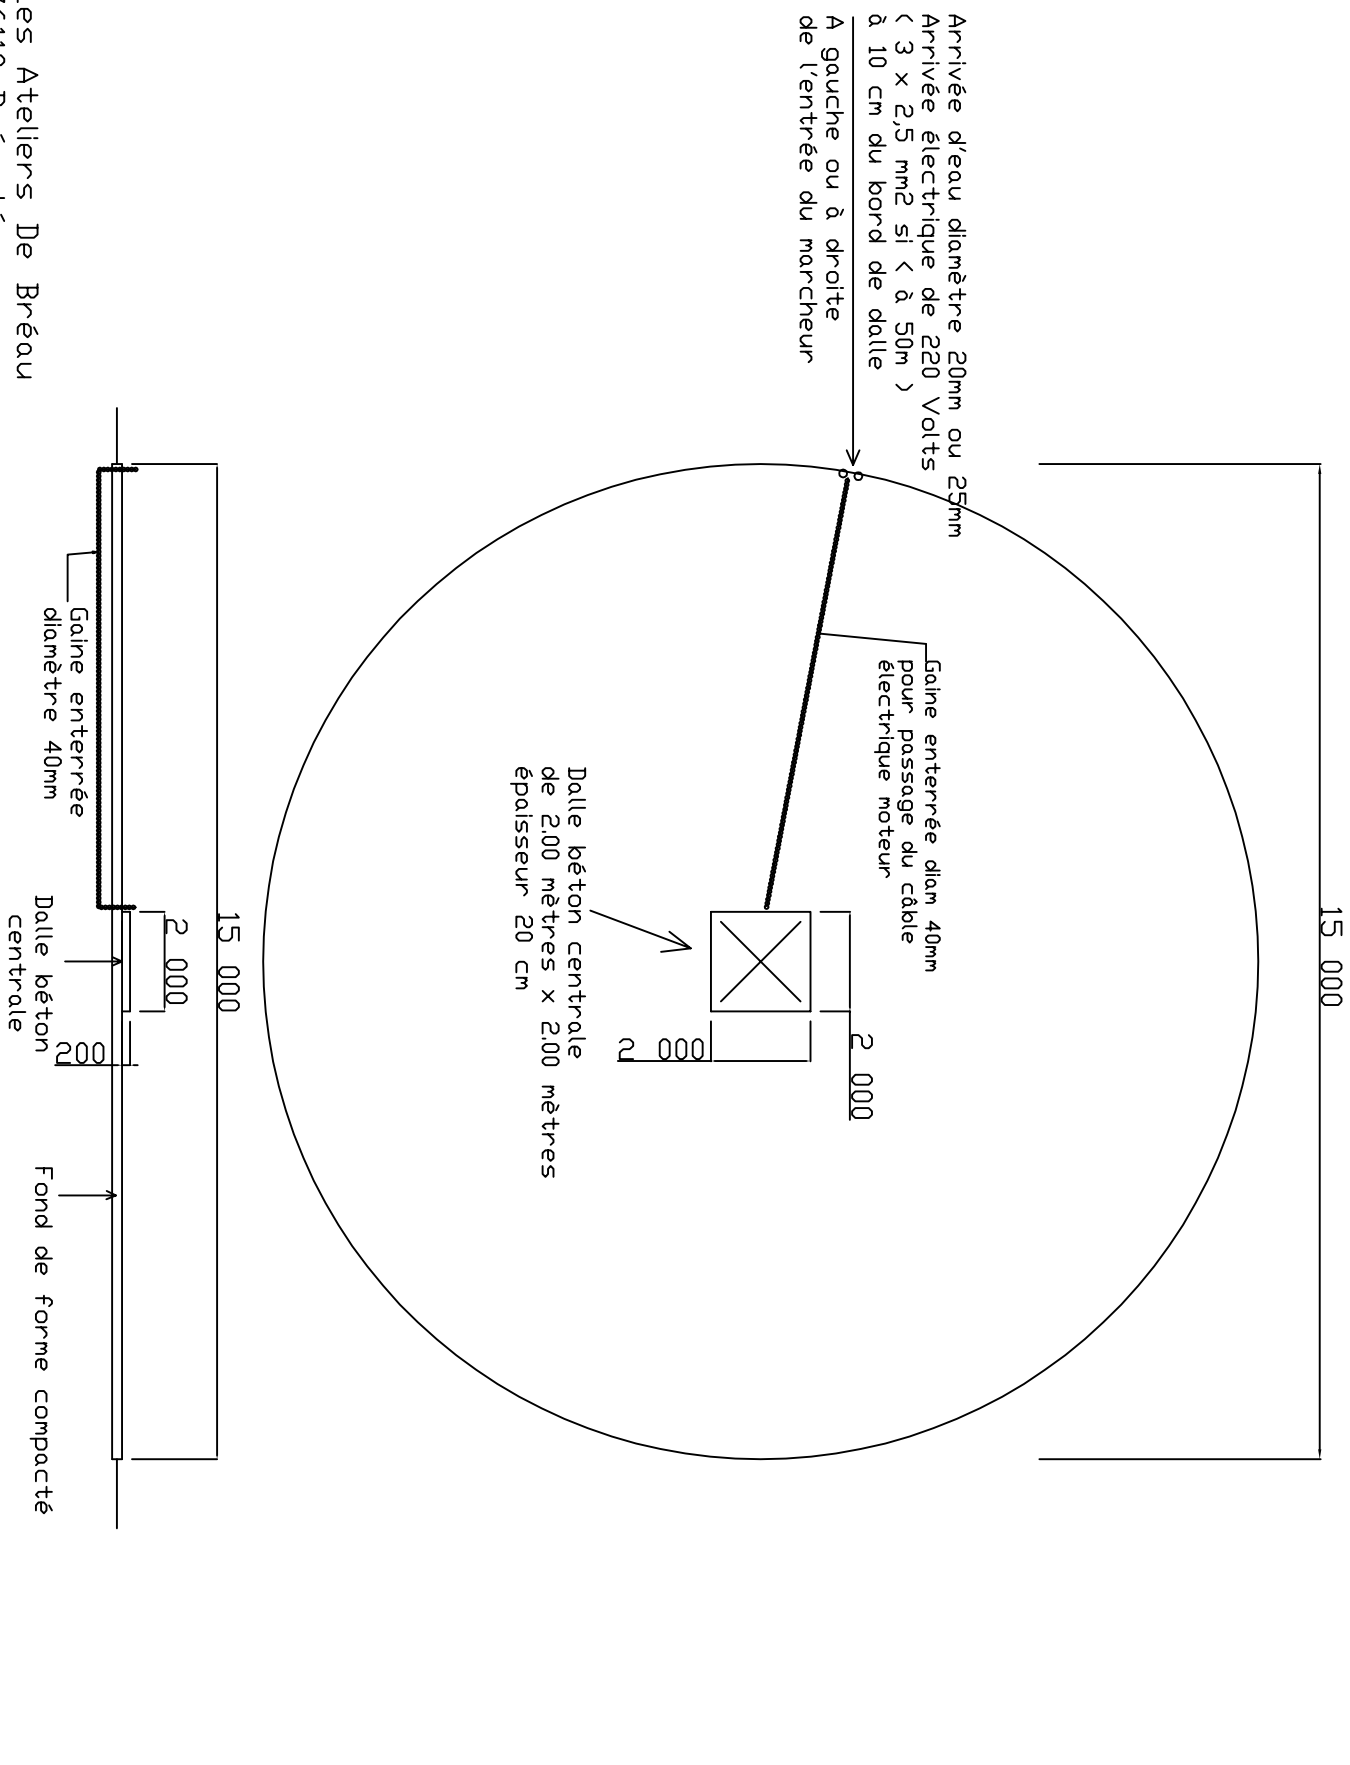 15 000
Arrivée d'eau diamètre 20mm ou 25mm
Arrivée électrique de 220 Volts
( 3 x 2,5 mm2 si < à 50m )
à 10 cm du bord de dalle
A gauche ou à droite
de l'entrée du marcheur
Gaine enterrée diam 40mm
pour passage du câble
électrique moteur
2 000
2 000
Dalle béton centrale
de 2.00 mètres x 2.00 mètres
épaisseur 20 cm
15 000
2 000
200
Gaine enterrée
diamètre 40mm
Dalle béton
centrale
Fond de forme compacté
Les Ateliers De Bréau